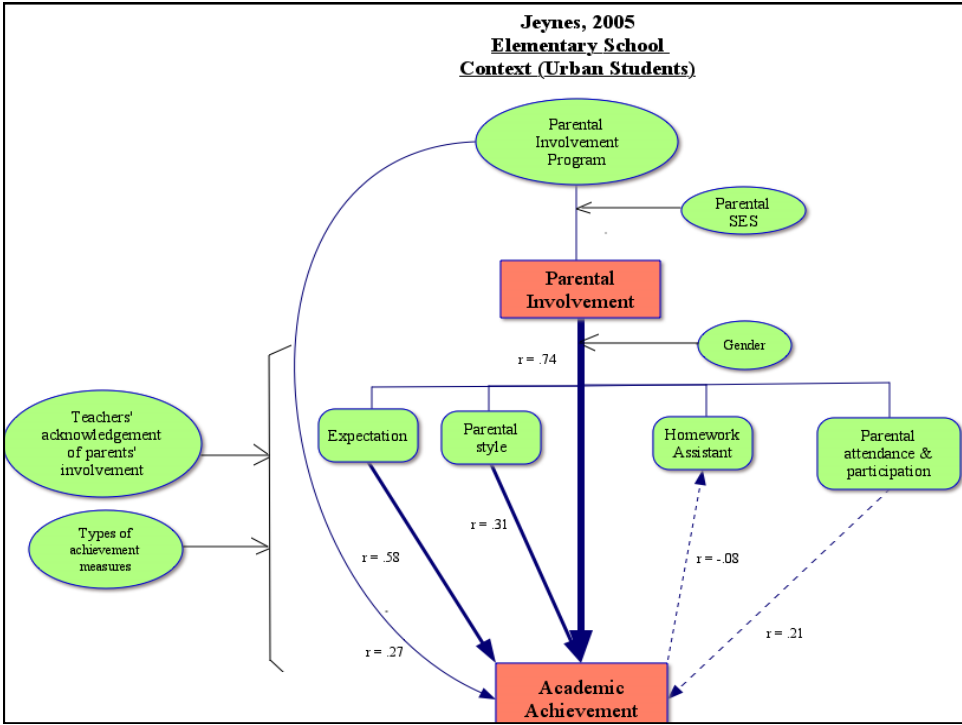 Jeynes, 2005
Elementary School
Context (Urban Students)
Parental
Involvement
Program
Parental
SES
Parental
Involvement
Gender
r = .74
Teachers'
acknowledgement
of parents'
involvement
Expectation
Parental
style
Homework
Assistant
Parental
attendance &
participation
Types of
achievement
measures
r = .58
r = .31
r = -.08
r = .21
r = .27
Academic
Achievement